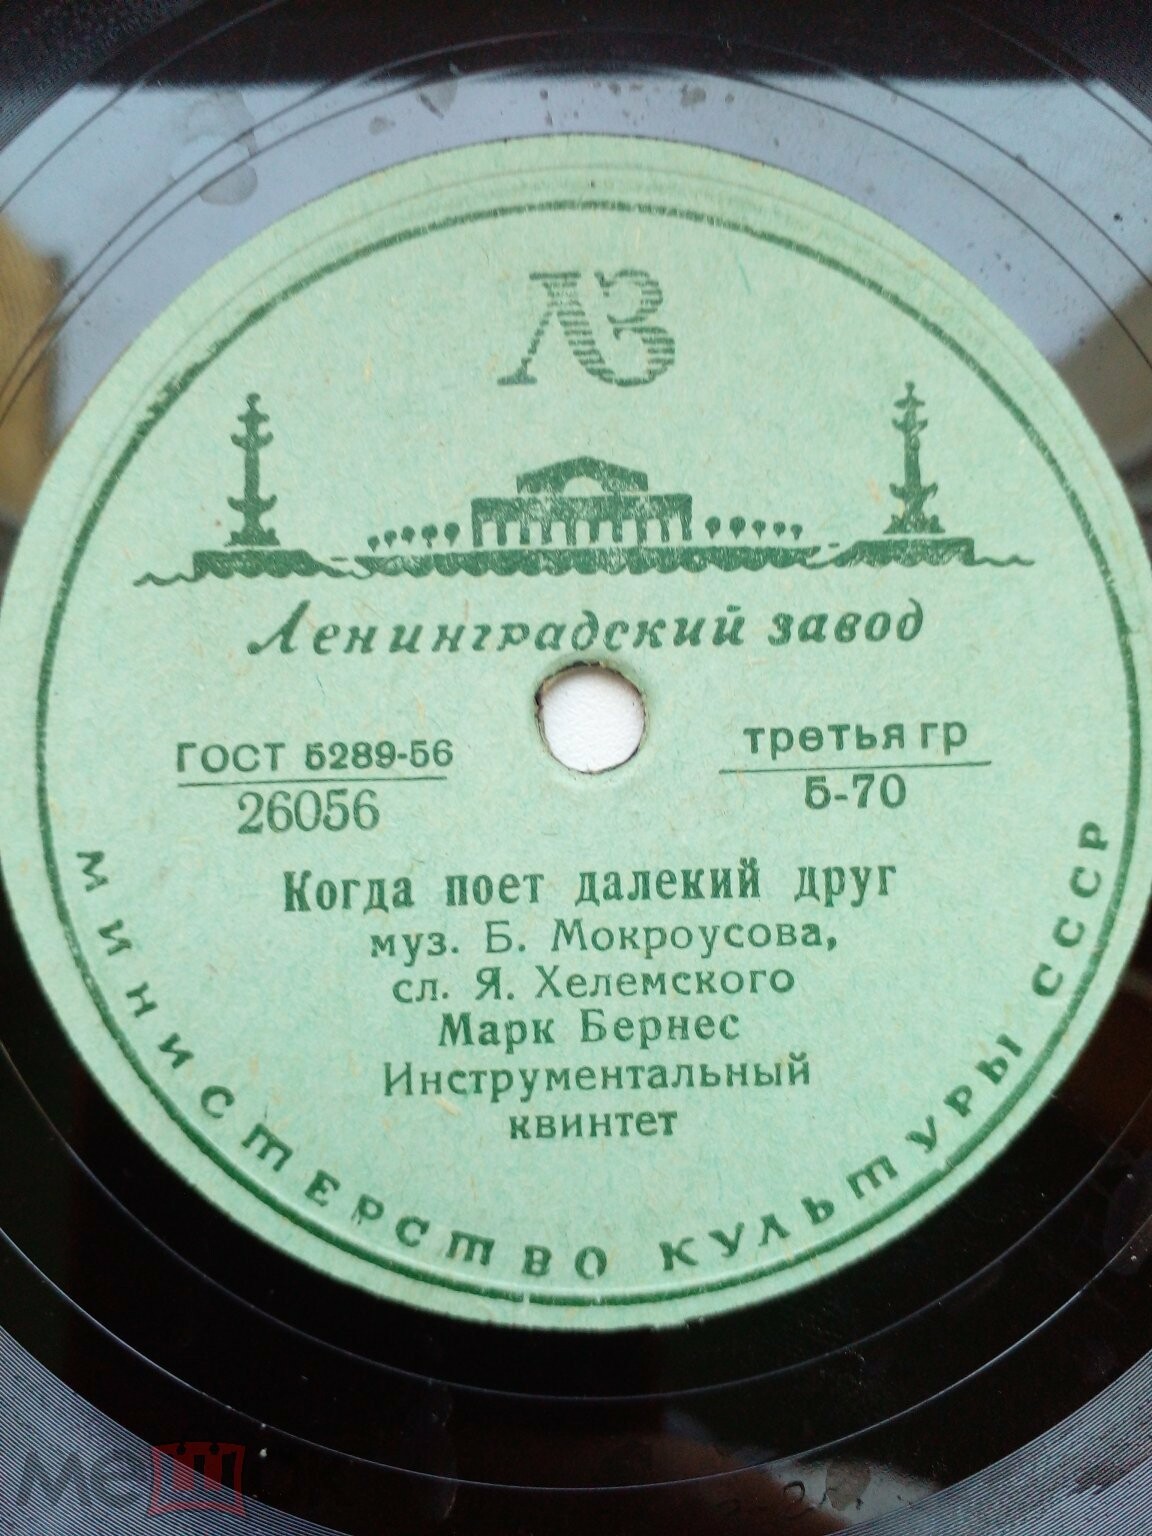 ЛЗ
Ленинградский завод
ГОСТ 5289-56
26056
третья гр
5-70
Когда поет далекий друг
муз. Б. Мокроусова,
сл. Я. Хелемского
Марк Бернес
Инструментальный
квинтет
МИНИСТЕРСТВО КУЛЬТУРЫ СССР
мешок